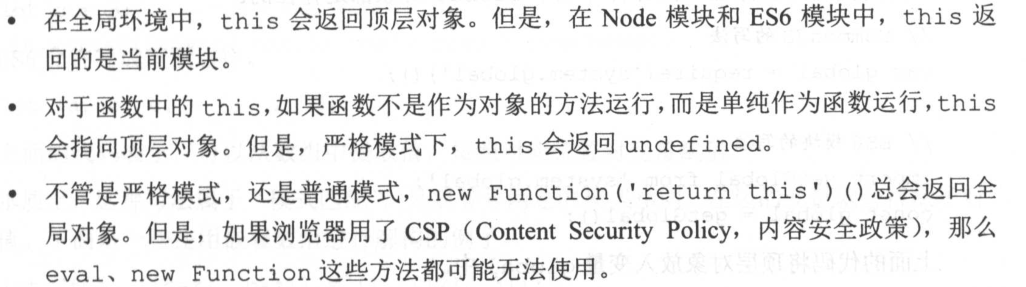 • 在全局环境中，this 会返回顶层对象。但是，在 Node 模块和 ES6 模块中，this 返
回的是当前模块。
• 对于函数中的 this，如果函数不是作为对象的方法运行，而是单纯作为函数运行，this
会指向顶层对象。但是，严格模式下，this 会返回 undefined。
• 不管是严格模式，还是普通模式，new Function('return this')()总会返回全
局对象。但是，如果浏览器用了 CSP（Content Security Policy，内容安全政策），那么
eval、new Function 这些方法都可能无法使用。